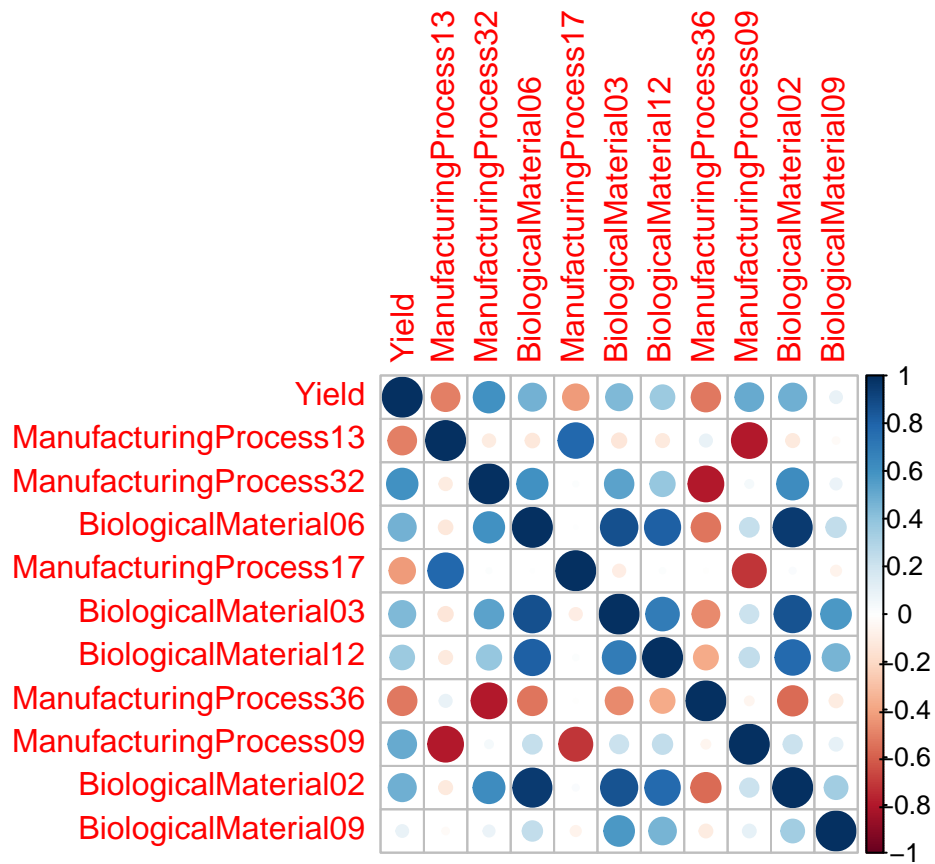 Yield
ManufacturingProcess13
ManufacturingProcess32
BiologicalMaterial06
ManufacturingProcess17
BiologicalMaterial03
BiologicalMaterial12
ManufacturingProcess36
ManufacturingProcess09
BiologicalMaterial02
BiologicalMaterial09
Yield
ManufacturingProcess13
ManufacturingProcess32
BiologicalMaterial06
ManufacturingProcess17
BiologicalMaterial03
BiologicalMaterial12
ManufacturingProcess36
ManufacturingProcess09
BiologicalMaterial02
BiologicalMaterial09
1
0.8
0.6
0.4
0.2
0
−0.2
−0.4
−0.6
−0.8
−1